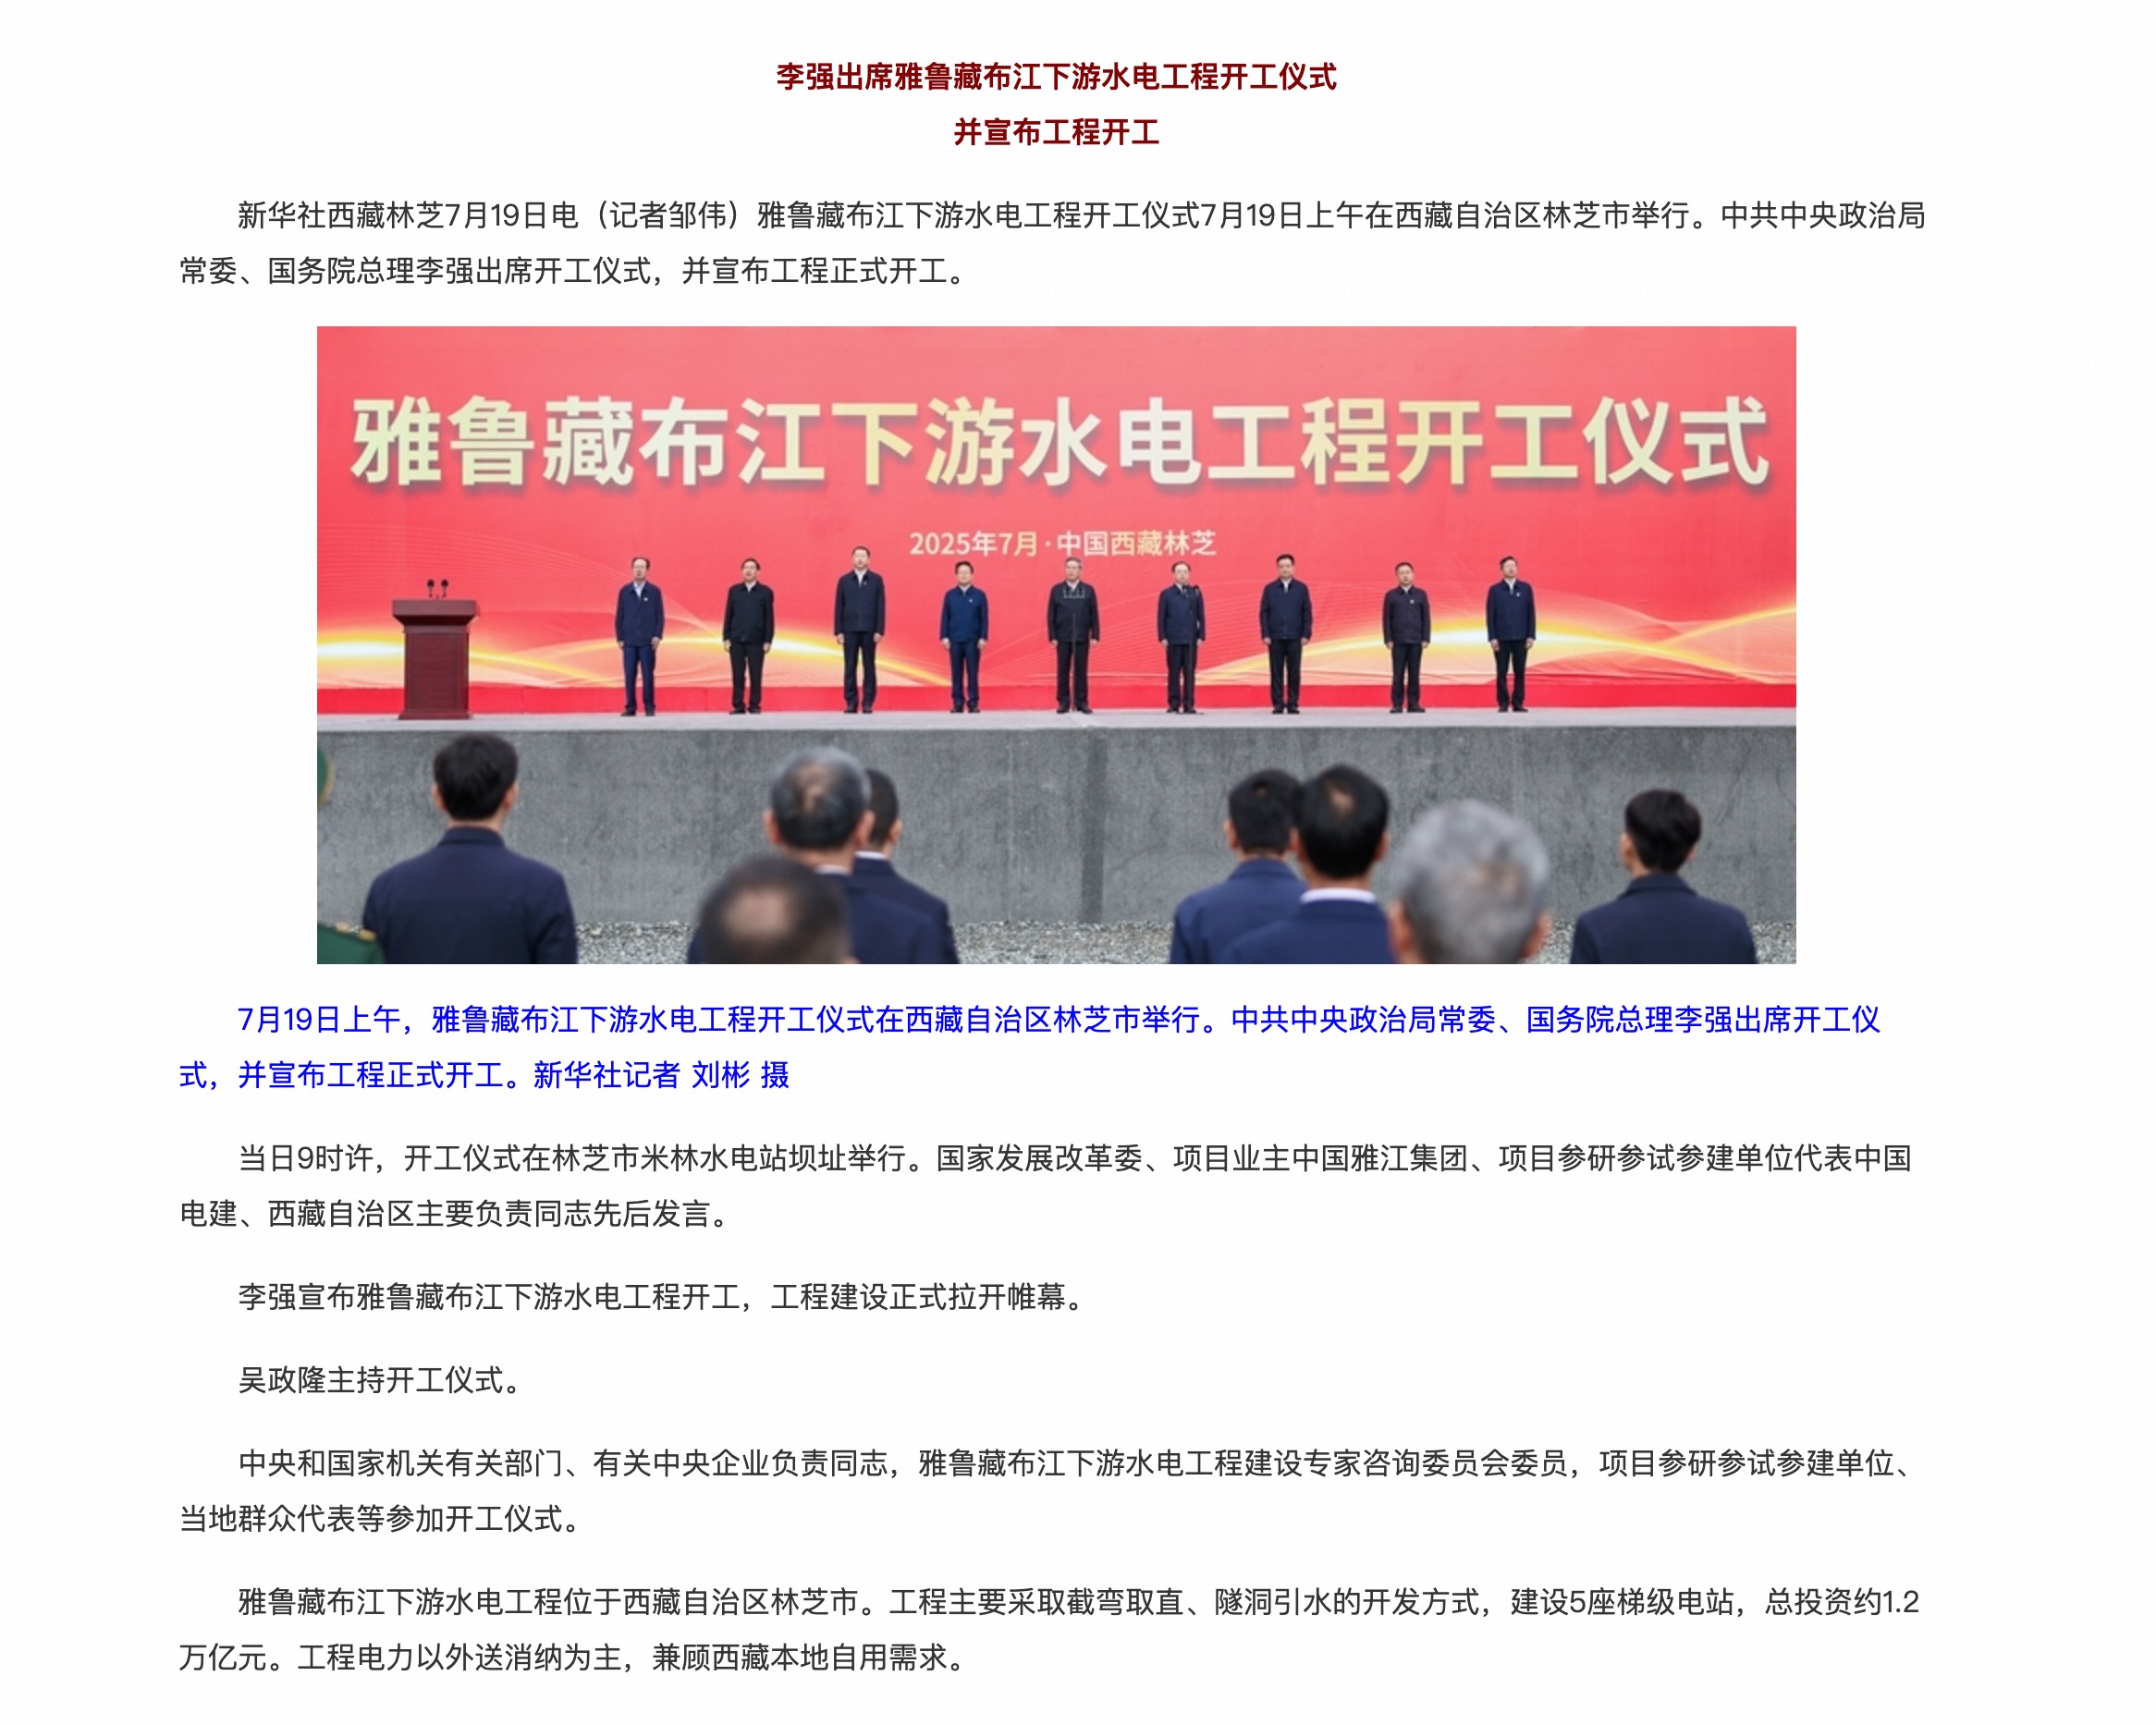 李强出席雅鲁藏布江下游水电工程开工仪式
并宣布工程开工
新华社西藏林芝7月19日电（记者邹伟）雅鲁藏布江下游水电工程开工仪式7月19日上午在西藏自治区林芝市举行。中共中央政治局
常委、国务院总理李强出席开工仪式，并宣布工程正式开工。
雅鲁藏布江下游水电工程开工仪式
2025年7月·中国西藏林芝
7月19日上午，雅鲁藏布江下游水电工程开工仪式在西藏自治区林芝市举行。中共中央政治局常委、国务院总理李强出席开工仪
式，并宣布工程正式开工。新华社记者 刘彬 摄
当日9时许，开工仪式在林芝市米林水电站坝址举行。国家发展改革委、项目业主中国雅江集团、项目参研参试参建单位代表中国
电建、西藏自治区主要负责同志先后发言。
李强宣布雅鲁藏布江下游水电工程开工，工程建设正式拉开帷幕。
吴政隆主持开工仪式。
中央和国家机关有关部门、有关中央企业负责同志，雅鲁藏布江下游水电工程建设专家咨询委员会委员，项目参研参试参建单位、
当地群众代表等参加开工仪式。
雅鲁藏布江下游水电工程位于西藏自治区林芝市。工程主要采取截弯取直、隧洞引水的开发方式，建设5座梯级电站，总投资约1.2
万亿元。工程电力以外送消纳为主，兼顾西藏本地自用需求。